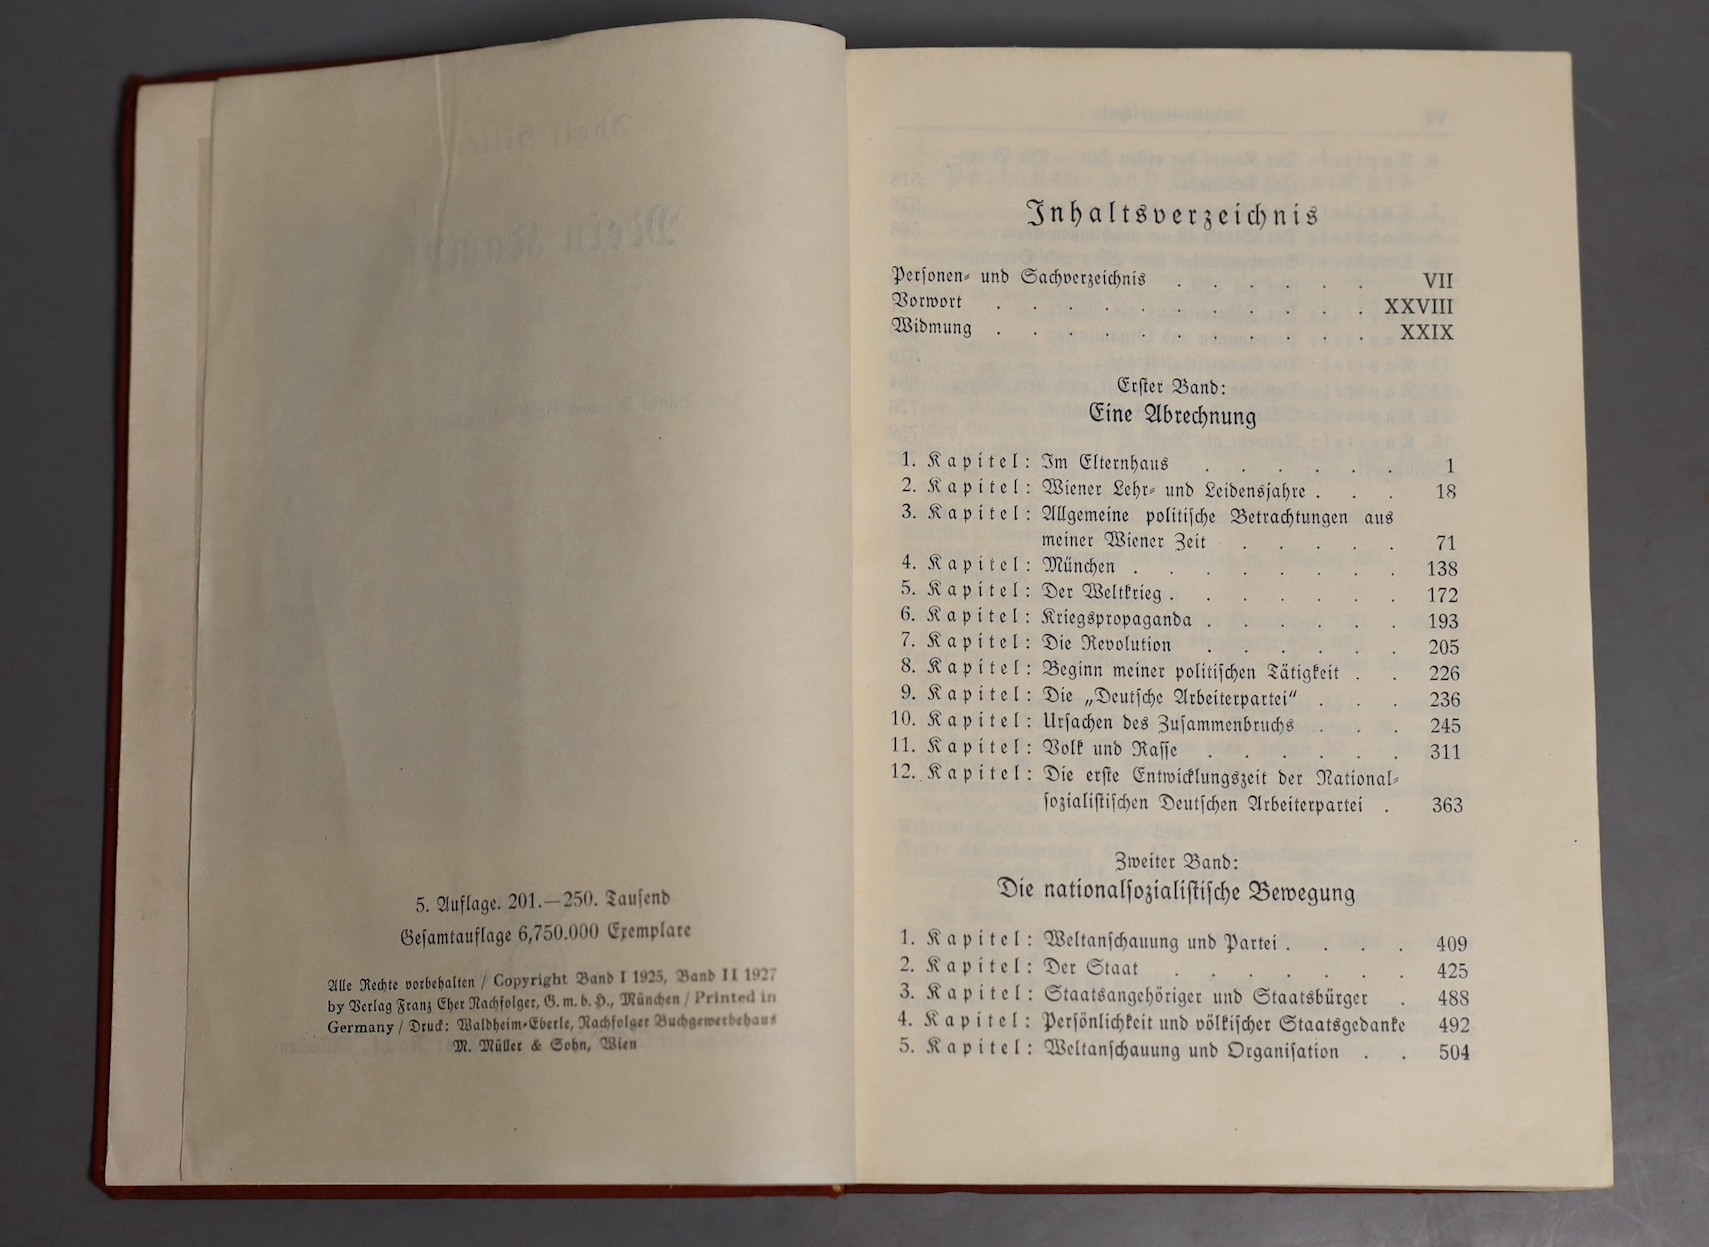 5. Auflage. 201.—250. Tausend
Gesamtauflage 6,750.000 Exemplare
Alle Rechte vorbehalten / Copyright Band I 1925, Band II 1927
by Verlag Franz Eher Nachfolger, G. m. b. H., München / Printed in
Germany / Druck: Waldheim-Eberle, Nachfolger Buchgewerbehaus
M. Müller & Sohn, Wien
Inhaltsverzeichnis
Personen- und Sachverzeichnis . . . . . . VII
Vorwort . . . . . . . . . . . XXVIII
Widmung . . . . . . . . . . . XXIX
Erster Band:
Eine Abrechnung
1. Kapitel: Im Elternhaus . . . . . . 1
2. Kapitel: Wiener Lehr- und Leidensjahre . . . 18
3. Kapitel: Allgemeine politische Betrachtungen aus
meiner Wiener Zeit . . . . . 71
4. Kapitel: München . . . . . . . . 138
5. Kapitel: Der Weltkrieg . . . . . . . 172
6. Kapitel: Kriegspropaganda . . . . . . 193
7. Kapitel: Die Revolution . . . . . . 205
8. Kapitel: Beginn meiner politischen Tätigkeit . . 226
9. Kapitel: Die „Deutsche Arbeiterpartei“ . . . 236
10. Kapitel: Ursachen des Zusammenbruchs . . . 245
11. Kapitel: Volk und Rasse . . . . . . 311
12. Kapitel: Die erste Entwicklungszeit der National-
sozialistischen Deutschen Arbeiterpartei . 363
Zweiter Band:
Die nationalsozialistische Bewegung
1. Kapitel: Weltanschauung und Partei . . . . 409
2. Kapitel: Der Staat . . . . . . . 425
3. Kapitel: Staatsangehöriger und Staatsbürger . 488
4. Kapitel: Persönlichkeit und völkischer Staatsgedanke 492
5. Kapitel: Weltanschauung und Organisation . . 504